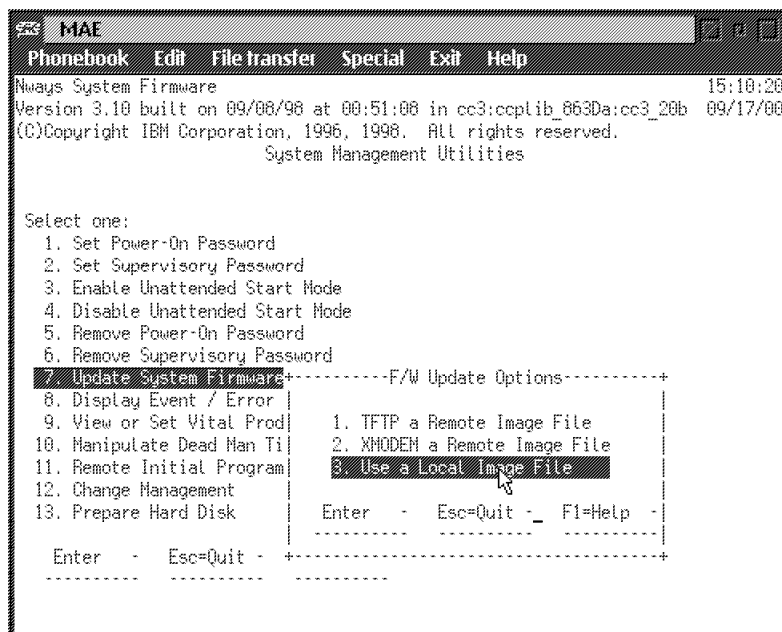 MAE
Phonebook Edit File transfer Special Exit Help
Nways System Firmware 15:10:20
Version 3.10 built on 09/08/98 at 00:51:08 in cc3:ccplib_863Da:cc3_20b 09/17/00
(C)Copyright IBM Corporation, 1996, 1998. All rights reserved.
System Management Utilities
Select one:
1. Set Power-On Password
2. Set Supervisory Password
3. Enable Unattended Start Mode
4. Disable Unattended Start Mode
5. Remove Power-On Password
6. Remove Supervisory Password
7. Update System Firmware+----------F/W Update Options----------+
8. Display Event / Error |
9. View or Set Vital Prod| 1. TFTP a Remote Image File |
10. Manipulate Dead Man Ti| 2. XMODEM a Remote Image File |
11. Remote Initial Program| 3. Use a Local Image File |
12. Change Management | |
13. Prepare Hard Disk | Enter - Esc=Quit -_ F1=Help -|
Enter - Esc=Quit -